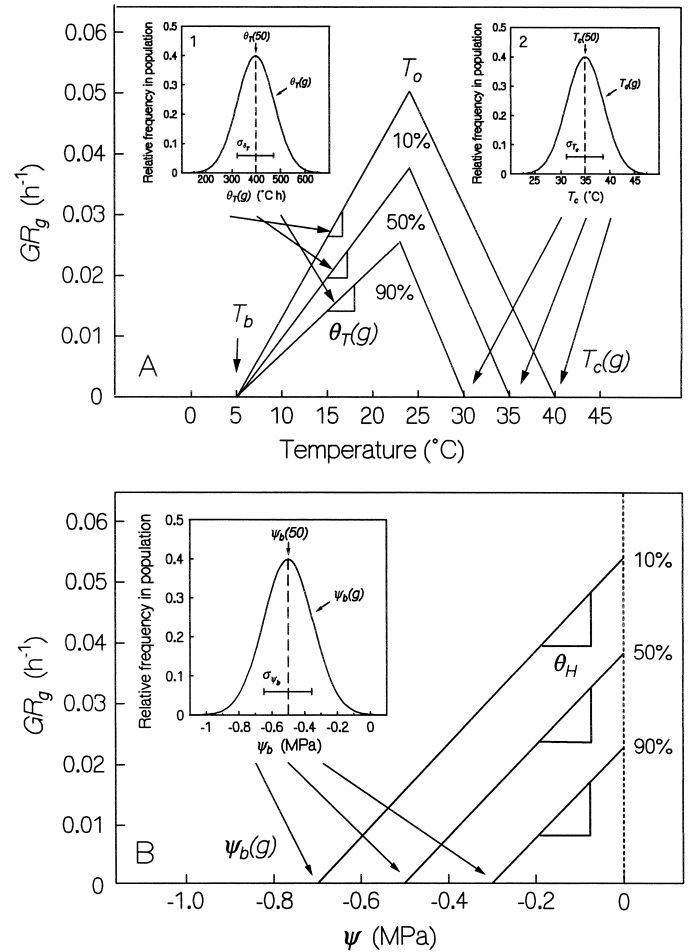 1
θT(50)
θT(g)
σθT
Relative frequency in population
0.5
0.4
0.3
0.2
0.1
0
200 300 400 500 600
θT(g) (°C h)
2
Tc(50)
Tc(g)
σTc
Relative frequency in population
0.5
0.4
0.3
0.2
0.1
0
25 30 35 40 45
Tc (°C)
GRg (h-1)
0.06
0.05
0.04
0.03
0.02
0.01
0
To
10%
50%
90%
Tb
θT(g)
Tc(g)
A
0 5 10 15 20 25 30 35 40 45
Temperature (°C)
GRg (h-1)
0.06
0.05
0.04
0.03
0.02
0.01
0
ψb(50)
ψb(g)
σψb
Relative frequency in population
0.5
0.4
0.3
0.2
0.1
0
-1 -0.8 -0.6 -0.4 -0.2 0
ψb (MPa)
10%
θH
50%
90%
ψb(g)
B
-1.0 -0.8 -0.6 -0.4 -0.2 0
ψ (MPa)